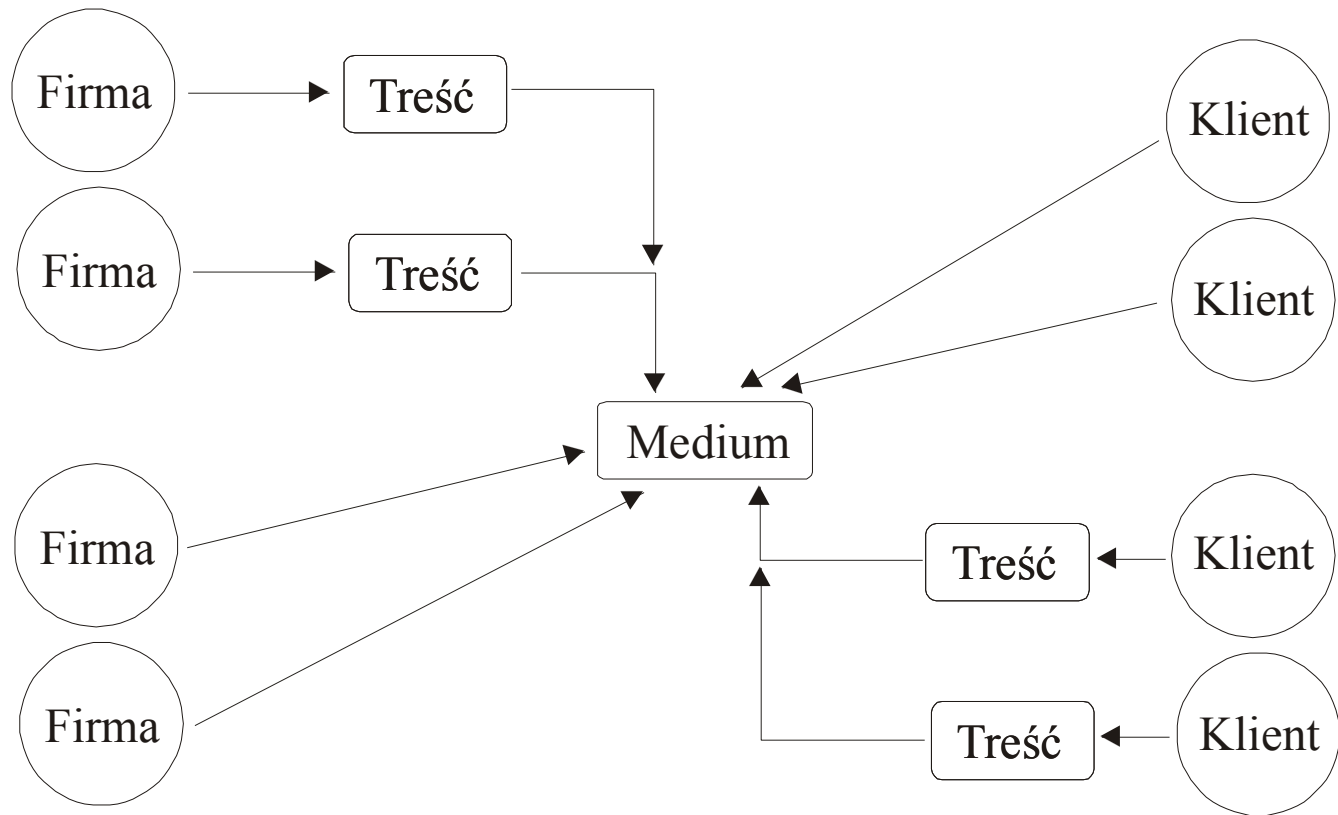 Firma
Treść
Klient
Firma
Treść
Klient
Medium
Firma
Treść
Klient
Firma
Treść
Klient